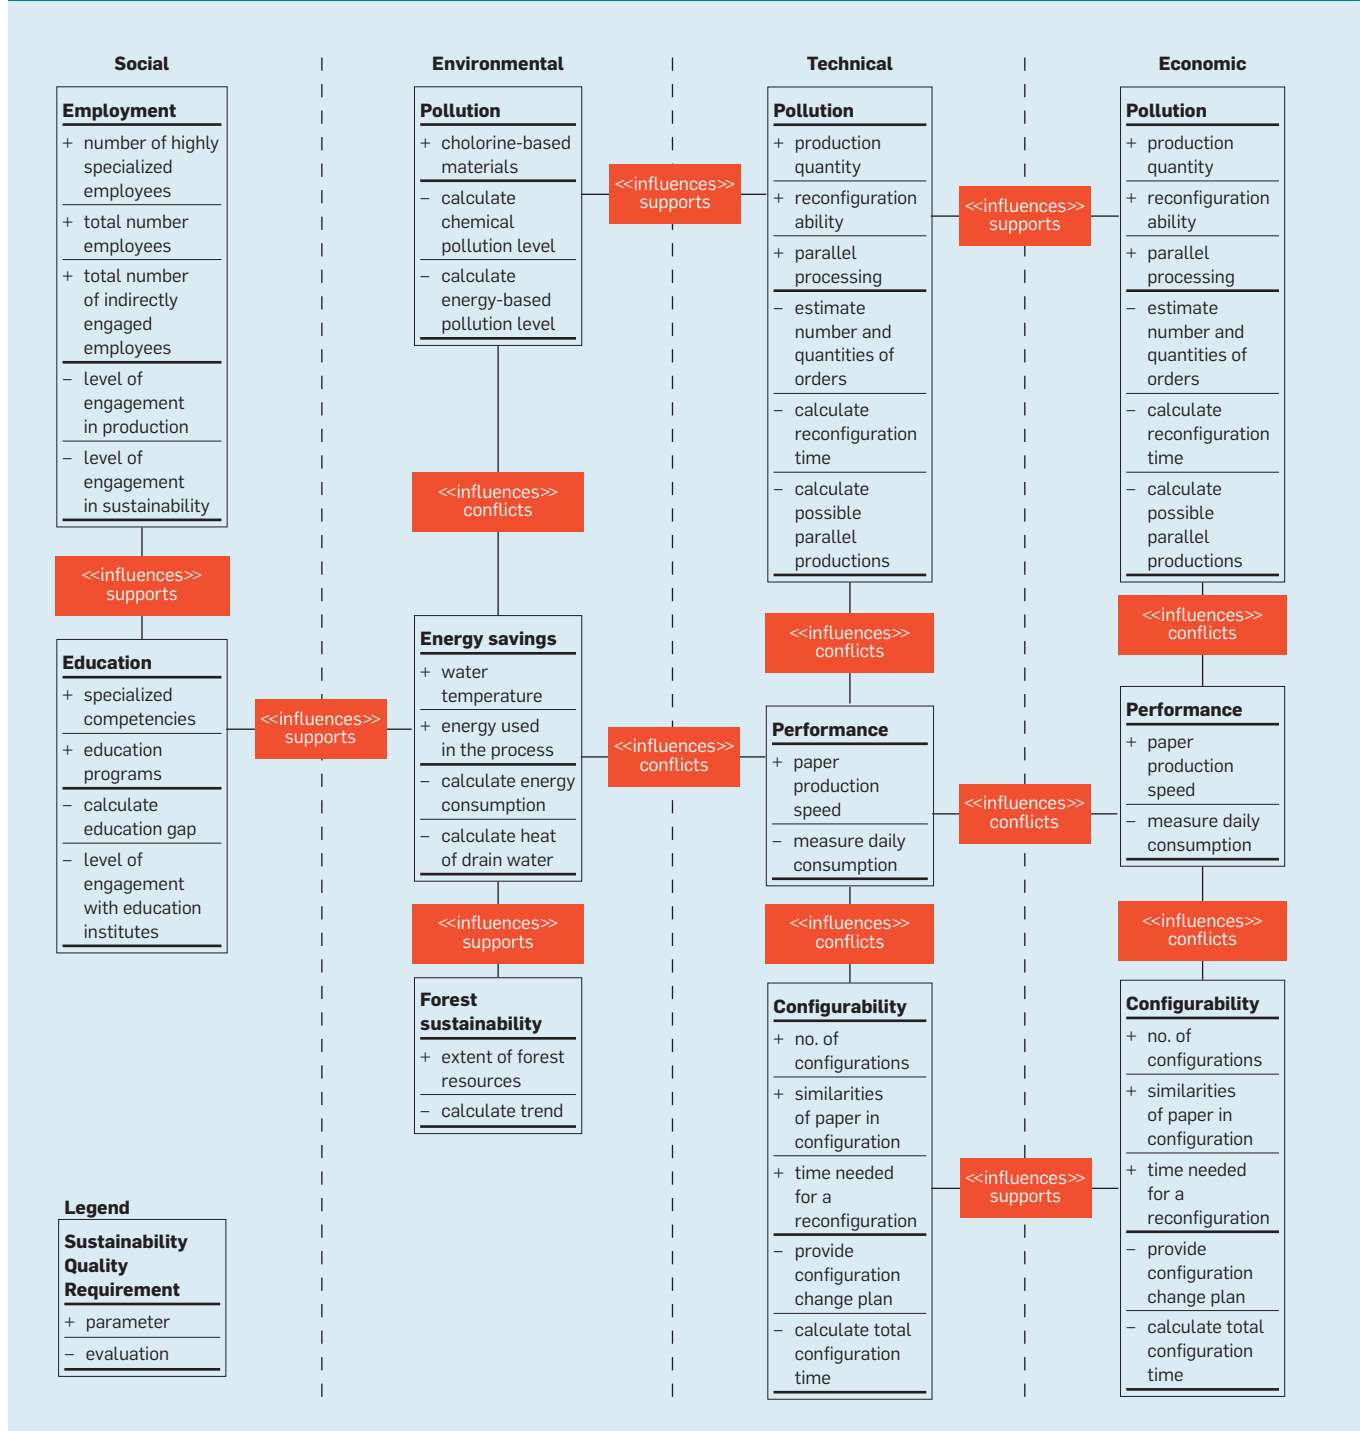 Social
Employment
+ number of highly
specialized
employees
+ total number
employees
+ total number
of indirectly
engaged
employees
– level of
engagement
in production
– level of
engagement
in sustainability
<<influences>>
supports
Education
+ specialized
competencies
+ education
programs
– calculate
education gap
– level of
engagement
with education
institutes
<<influences>>
supports
Legend
Sustainability
Quality
Requirement
+ parameter
– evaluation
Environmental
Pollution
+ cholorine-based
materials
– calculate
chemical
pollution level
– calculate
energy-based
pollution level
<<influences>>
supports
<<influences>>
conflicts
Energy savings
+ water
temperature
+ energy used
in the process
– calculate energy
consumption
– calculate heat
of drain water
<<influences>>
conflicts
<<influences>>
supports
Forest
sustainability
+ extent of forest
resources
– calculate trend
Technical
Pollution
+ production
quantity
+ reconfiguration
ability
+ parallel
processing
– estimate
number and
quantities of
orders
– calculate
reconfiguration
time
– calculate
possible
parallel
productions
<<influences>>
supports
<<influences>>
conflicts
Performance
+ paper
production
speed
– measure daily
consumption
<<influences>>
conflicts
<<influences>>
conflicts
Configurability
+ no. of
configurations
+ similarities
of paper in
configuration
+ time needed
for a
reconfiguration
– provide
configuration
change plan
– calculate total
configuration
time
<<influences>>
supports
Economic
Pollution
+ production
quantity
+ reconfiguration
ability
+ parallel
processing
– estimate
number and
quantities of
orders
– calculate
reconfiguration
time
– calculate
possible
parallel
productions
<<influences>>
conflicts
Performance
+ paper
production
speed
– measure daily
consumption
<<influences>>
conflicts
Configurability
+ no. of
configurations
+ similarities
of paper in
configuration
+ time needed
for a
reconfiguration
– provide
configuration
change plan
– calculate total
configuration
time